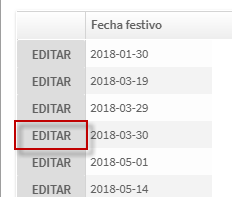 Fecha festivo
EDITAR 2018-01-30
EDITAR 2018-03-19
EDITAR 2018-03-29
EDITAR 2018-03-30
EDITAR 2018-05-01
EDITAR 2018-05-14